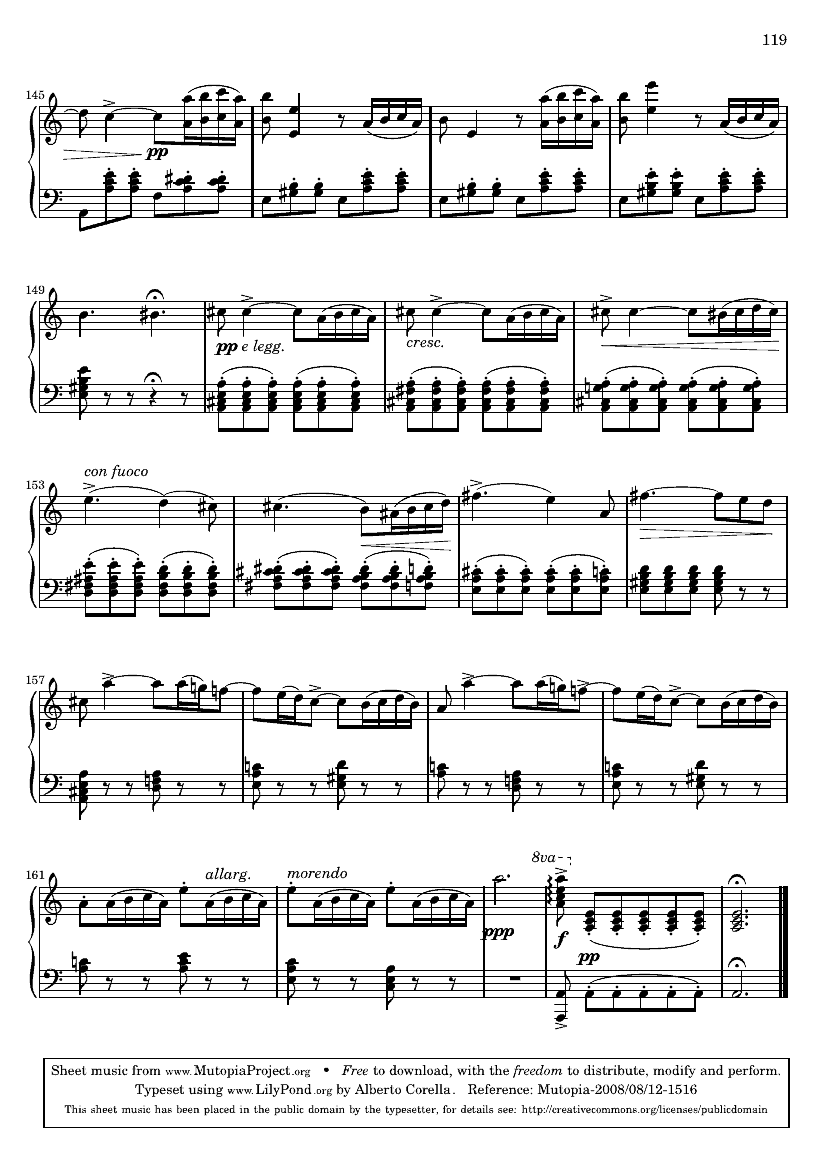 119
145
pp
149
pp e legg.
cresc.
con fuoco
153
157
8va
161
allarg.
morendo
ppp
f
pp
Sheet music from www.MutopiaProject.org • Free to download, with the freedom to distribute, modify and perform.
Typeset using www.LilyPond.org by Alberto Corella. Reference: Mutopia-2008/08/12-1516
This sheet music has been placed in the public domain by the typesetter, for details see: http://creativecommons.org/licenses/publicdomain